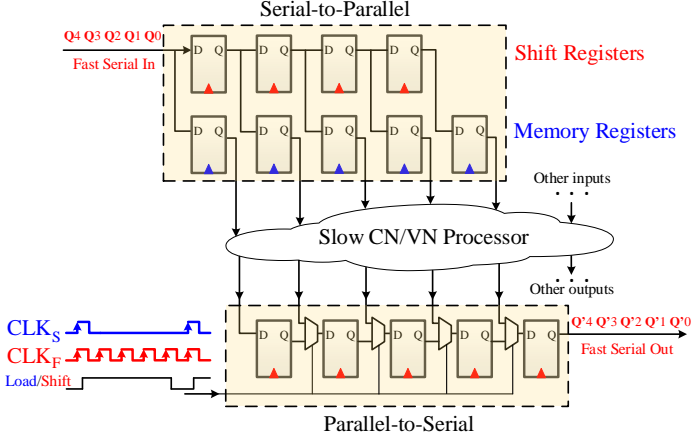 Serial-to-Parallel
Q4 Q3 Q2 Q1 Q0
Fast Serial In
D Q D Q D Q D Q
Shift Registers
D Q D Q D Q D Q D Q
Memory Registers
Other inputs
. . .
Slow CN/VN Processor
Other outputs
. . .
CLKS
CLKF
Load/Shift
D Q D Q D Q D Q D Q
Q'4 Q'3 Q'2 Q'1 Q'0
Fast Serial Out
Parallel-to-Serial